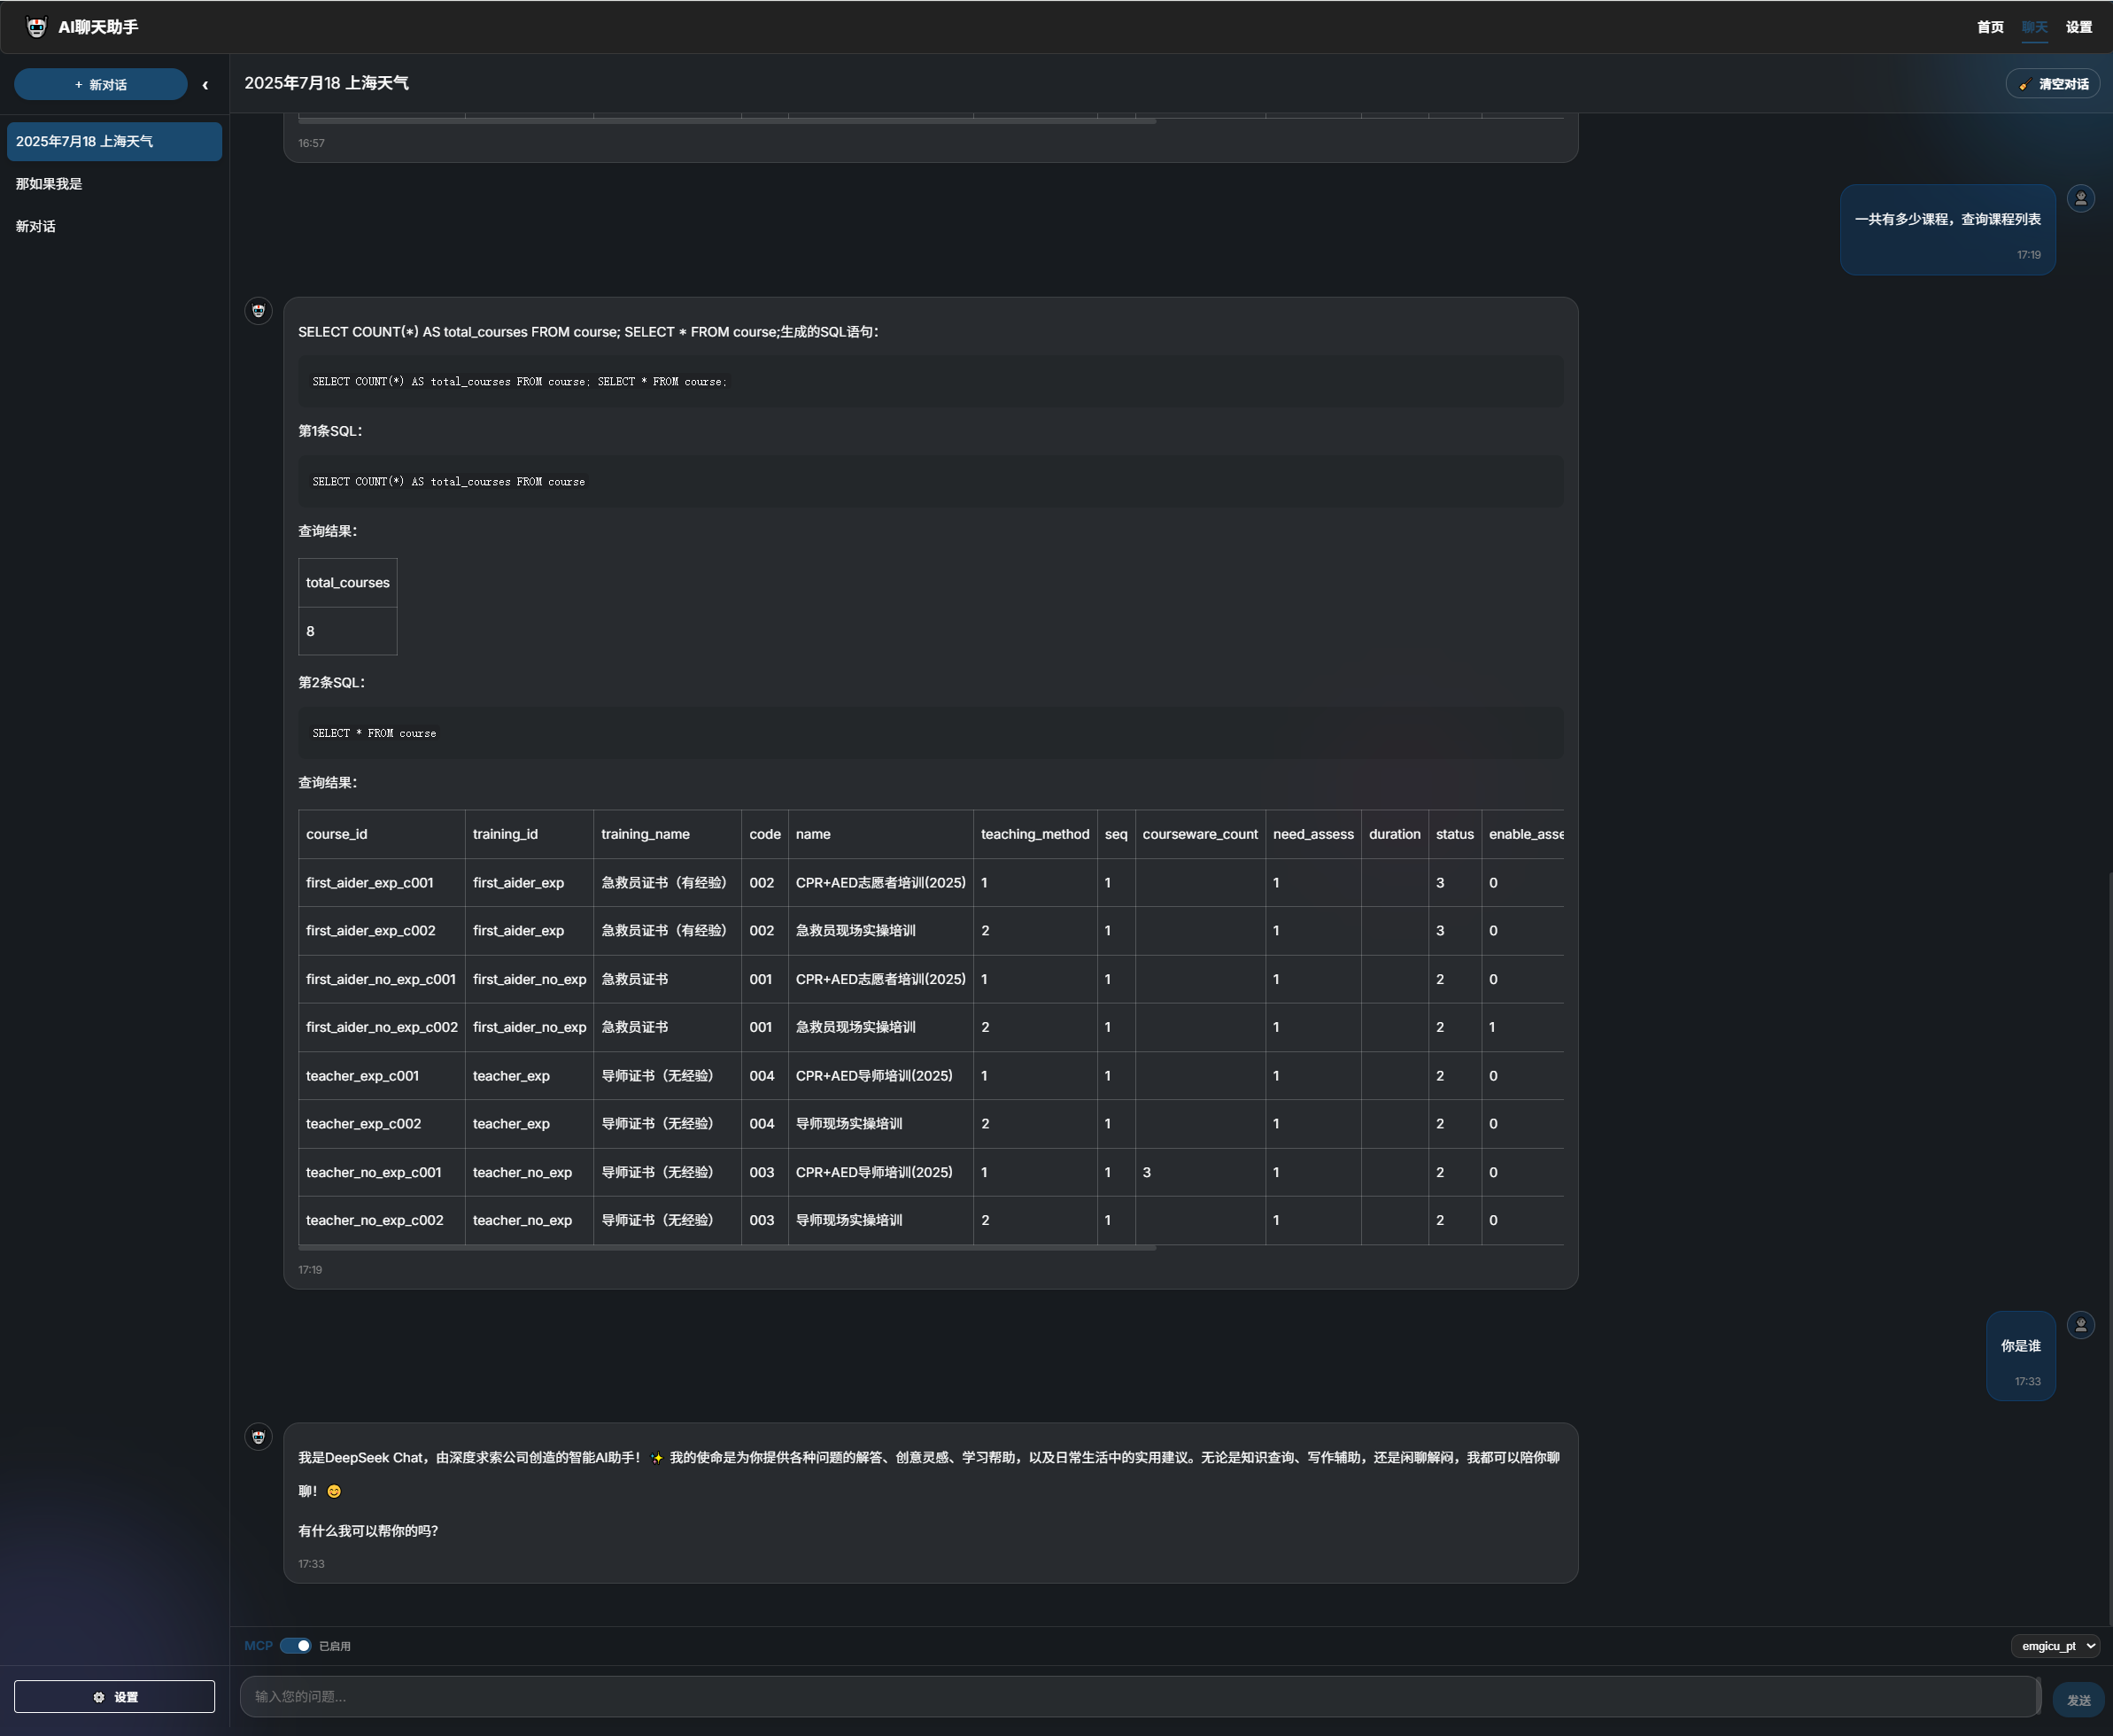 AI聊天助手
首页 聊天 设置
+ 新对话
‹
2025年7月18 上海天气
清空对话
2025年7月18 上海天气
那如果我是
新对话
16:57
一共有多少课程，查询课程列表
17:19
SELECT COUNT(*) AS total_courses FROM course; SELECT * FROM course;生成的SQL语句：
SELECT COUNT(*) AS total_courses FROM course; SELECT * FROM course;
第1条SQL：
SELECT COUNT(*) AS total_courses FROM course
查询结果：
total_courses
8
第2条SQL：
SELECT * FROM course
查询结果：
course_id training_id training_name code name teaching_method seq courseware_count need_assess duration status enable_asse
first_aider_exp_c001 first_aider_exp 急救员证书（有经验） 002 CPR+AED志愿者培训(2025) 1 1 1 3 0
first_aider_exp_c002 first_aider_exp 急救员证书（有经验） 002 急救员现场实操培训 2 1 1 3 0
first_aider_no_exp_c001 first_aider_no_exp 急救员证书 001 CPR+AED志愿者培训(2025) 1 1 1 2 0
first_aider_no_exp_c002 first_aider_no_exp 急救员证书 001 急救员现场实操培训 2 1 1 2 1
teacher_exp_c001 teacher_exp 导师证书（无经验） 004 CPR+AED导师培训(2025) 1 1 1 2 0
teacher_exp_c002 teacher_exp 导师证书（无经验） 004 导师现场实操培训 2 1 1 2 0
teacher_no_exp_c001 teacher_no_exp 导师证书（无经验） 003 CPR+AED导师培训(2025) 1 1 3 1 2 0
teacher_no_exp_c002 teacher_no_exp 导师证书（无经验） 003 导师现场实操培训 2 1 1 2 0
17:19
你是谁
17:33
我是DeepSeek Chat，由深度求索公司创造的智能AI助手！✨ 我的使命是为你提供各种问题的解答、创意灵感、学习帮助，以及日常生活中的实用建议。无论是知识查询、写作辅助，还是闲聊解闷，我都可以陪你聊
聊！😊
有什么我可以帮你的吗？
17:33
MCP 已启用
emgicu_pt
设置
输入您的问题...
发送